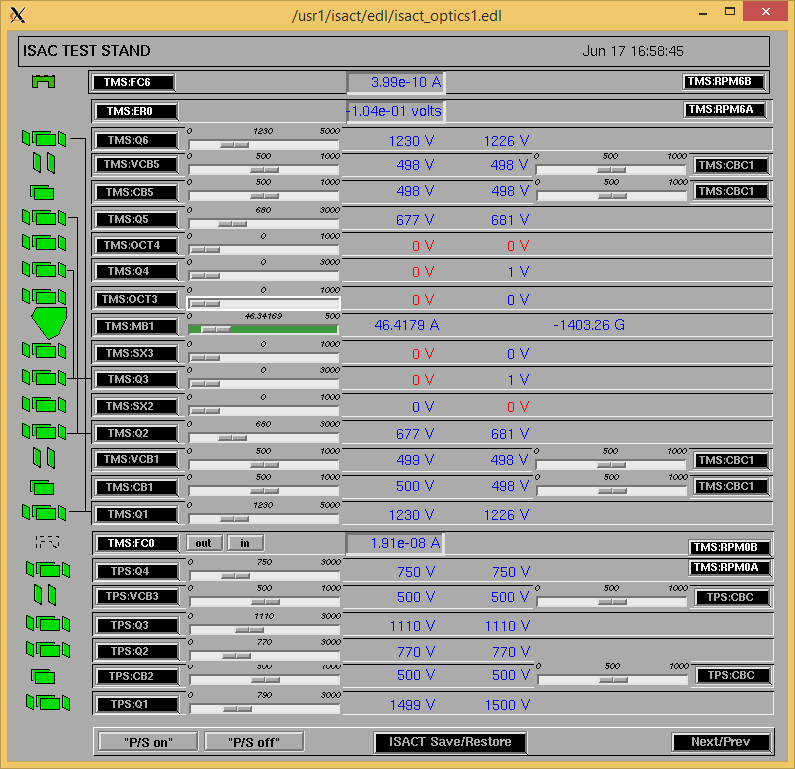 /usr1/isact/edl/isact_optics1.edl
ISAC TEST STAND Jun 17 16:58:45
TMS:FC6 3.99e-10 A TMS:RPM6B
TMS:ER0 -1.04e-01 volts TMS:RPM6A
TMS:Q6 0 1230 5000 1230 V 1226 V
TMS:VCB5 0 500 1000 498 V 498 V 0 500 1000 TMS:CBC1
TMS:CB5 0 500 1000 498 V 498 V 0 500 1000 TMS:CBC1
TMS:Q5 0 680 3000 677 V 681 V
TMS:OCT4 0 0 1000 0 V 0 V
TMS:Q4 0 0 3000 0 V 1 V
TMS:OCT3 0 0 1000 0 V 0 V
TMS:MB1 0 46.34169 500 46.4179 A -1403.26 G
TMS:SX3 0 0 1000 0 V 0 V
TMS:Q3 0 0 3000 0 V 1 V
TMS:SX2 0 0 1000 0 V 0 V
TMS:Q2 0 680 3000 677 V 681 V
TMS:VCB1 0 500 1000 499 V 498 V 0 500 1000 TMS:CBC1
TMS:CB1 0 500 1000 500 V 498 V 0 500 1000 TMS:CBC1
TMS:Q1 0 1230 5000 1230 V 1226 V
TMS:FC0 out in 1.91e-08 A TMS:RPM0B
TPS:Q4 0 750 3000 750 V 750 V TMS:RPM0A
TPS:VCB3 0 500 1000 500 V 500 V 0 500 1000 TPS:CBC
TPS:Q3 0 1110 3000 1110 V 1110 V
TPS:Q2 0 770 3000 770 V 770 V
TPS:CB2 0 500 1000 500 V 500 V 0 500 1000 TPS:CBC
TPS:Q1 0 790 3000 1499 V 1500 V
"P/S on" "P/S off" ISACT Save/Restore Next/Prev